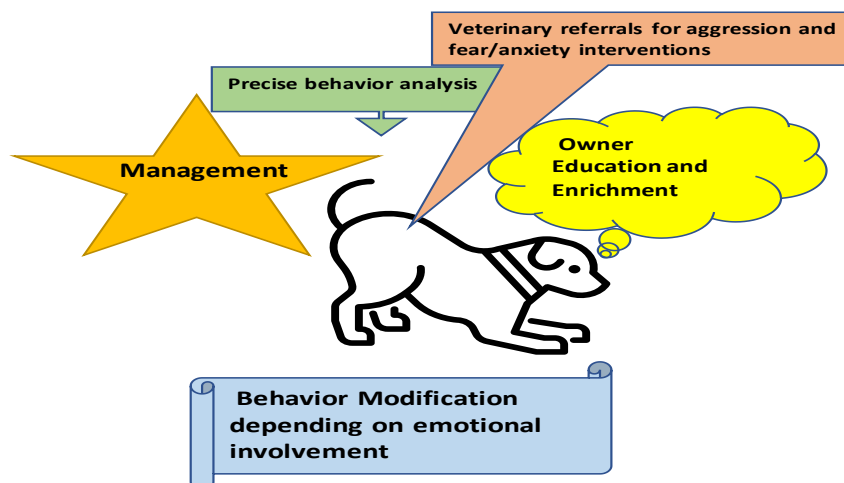 Veterinary referrals for aggression and
fear/anxiety interventions
Precise behavior analysis
Management
Owner
Education and
Enrichment
Behavior Modification
depending on emotional
involvement